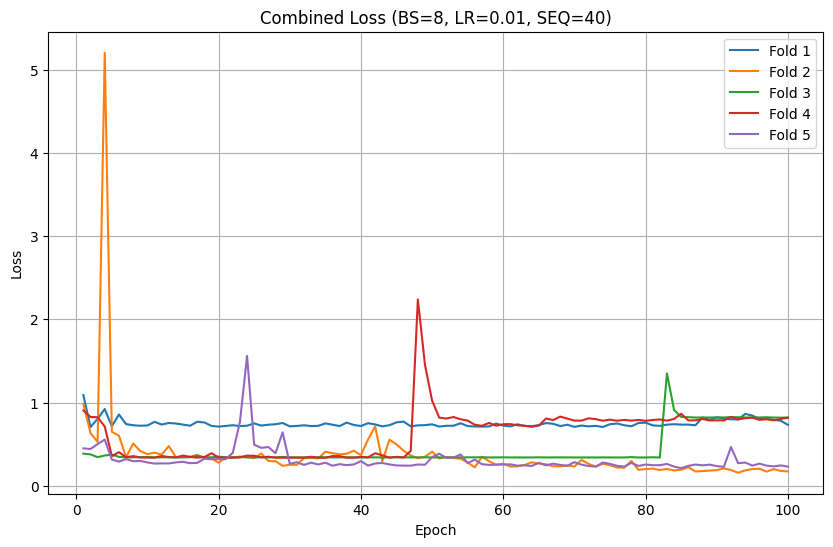 Combined Loss (BS=8, LR=0.01, SEQ=40)
Fold 1
Fold 2
Fold 3
Fold 4
Fold 5
Loss
5
4
3
2
1
0
0 20 40 60 80 100
Epoch